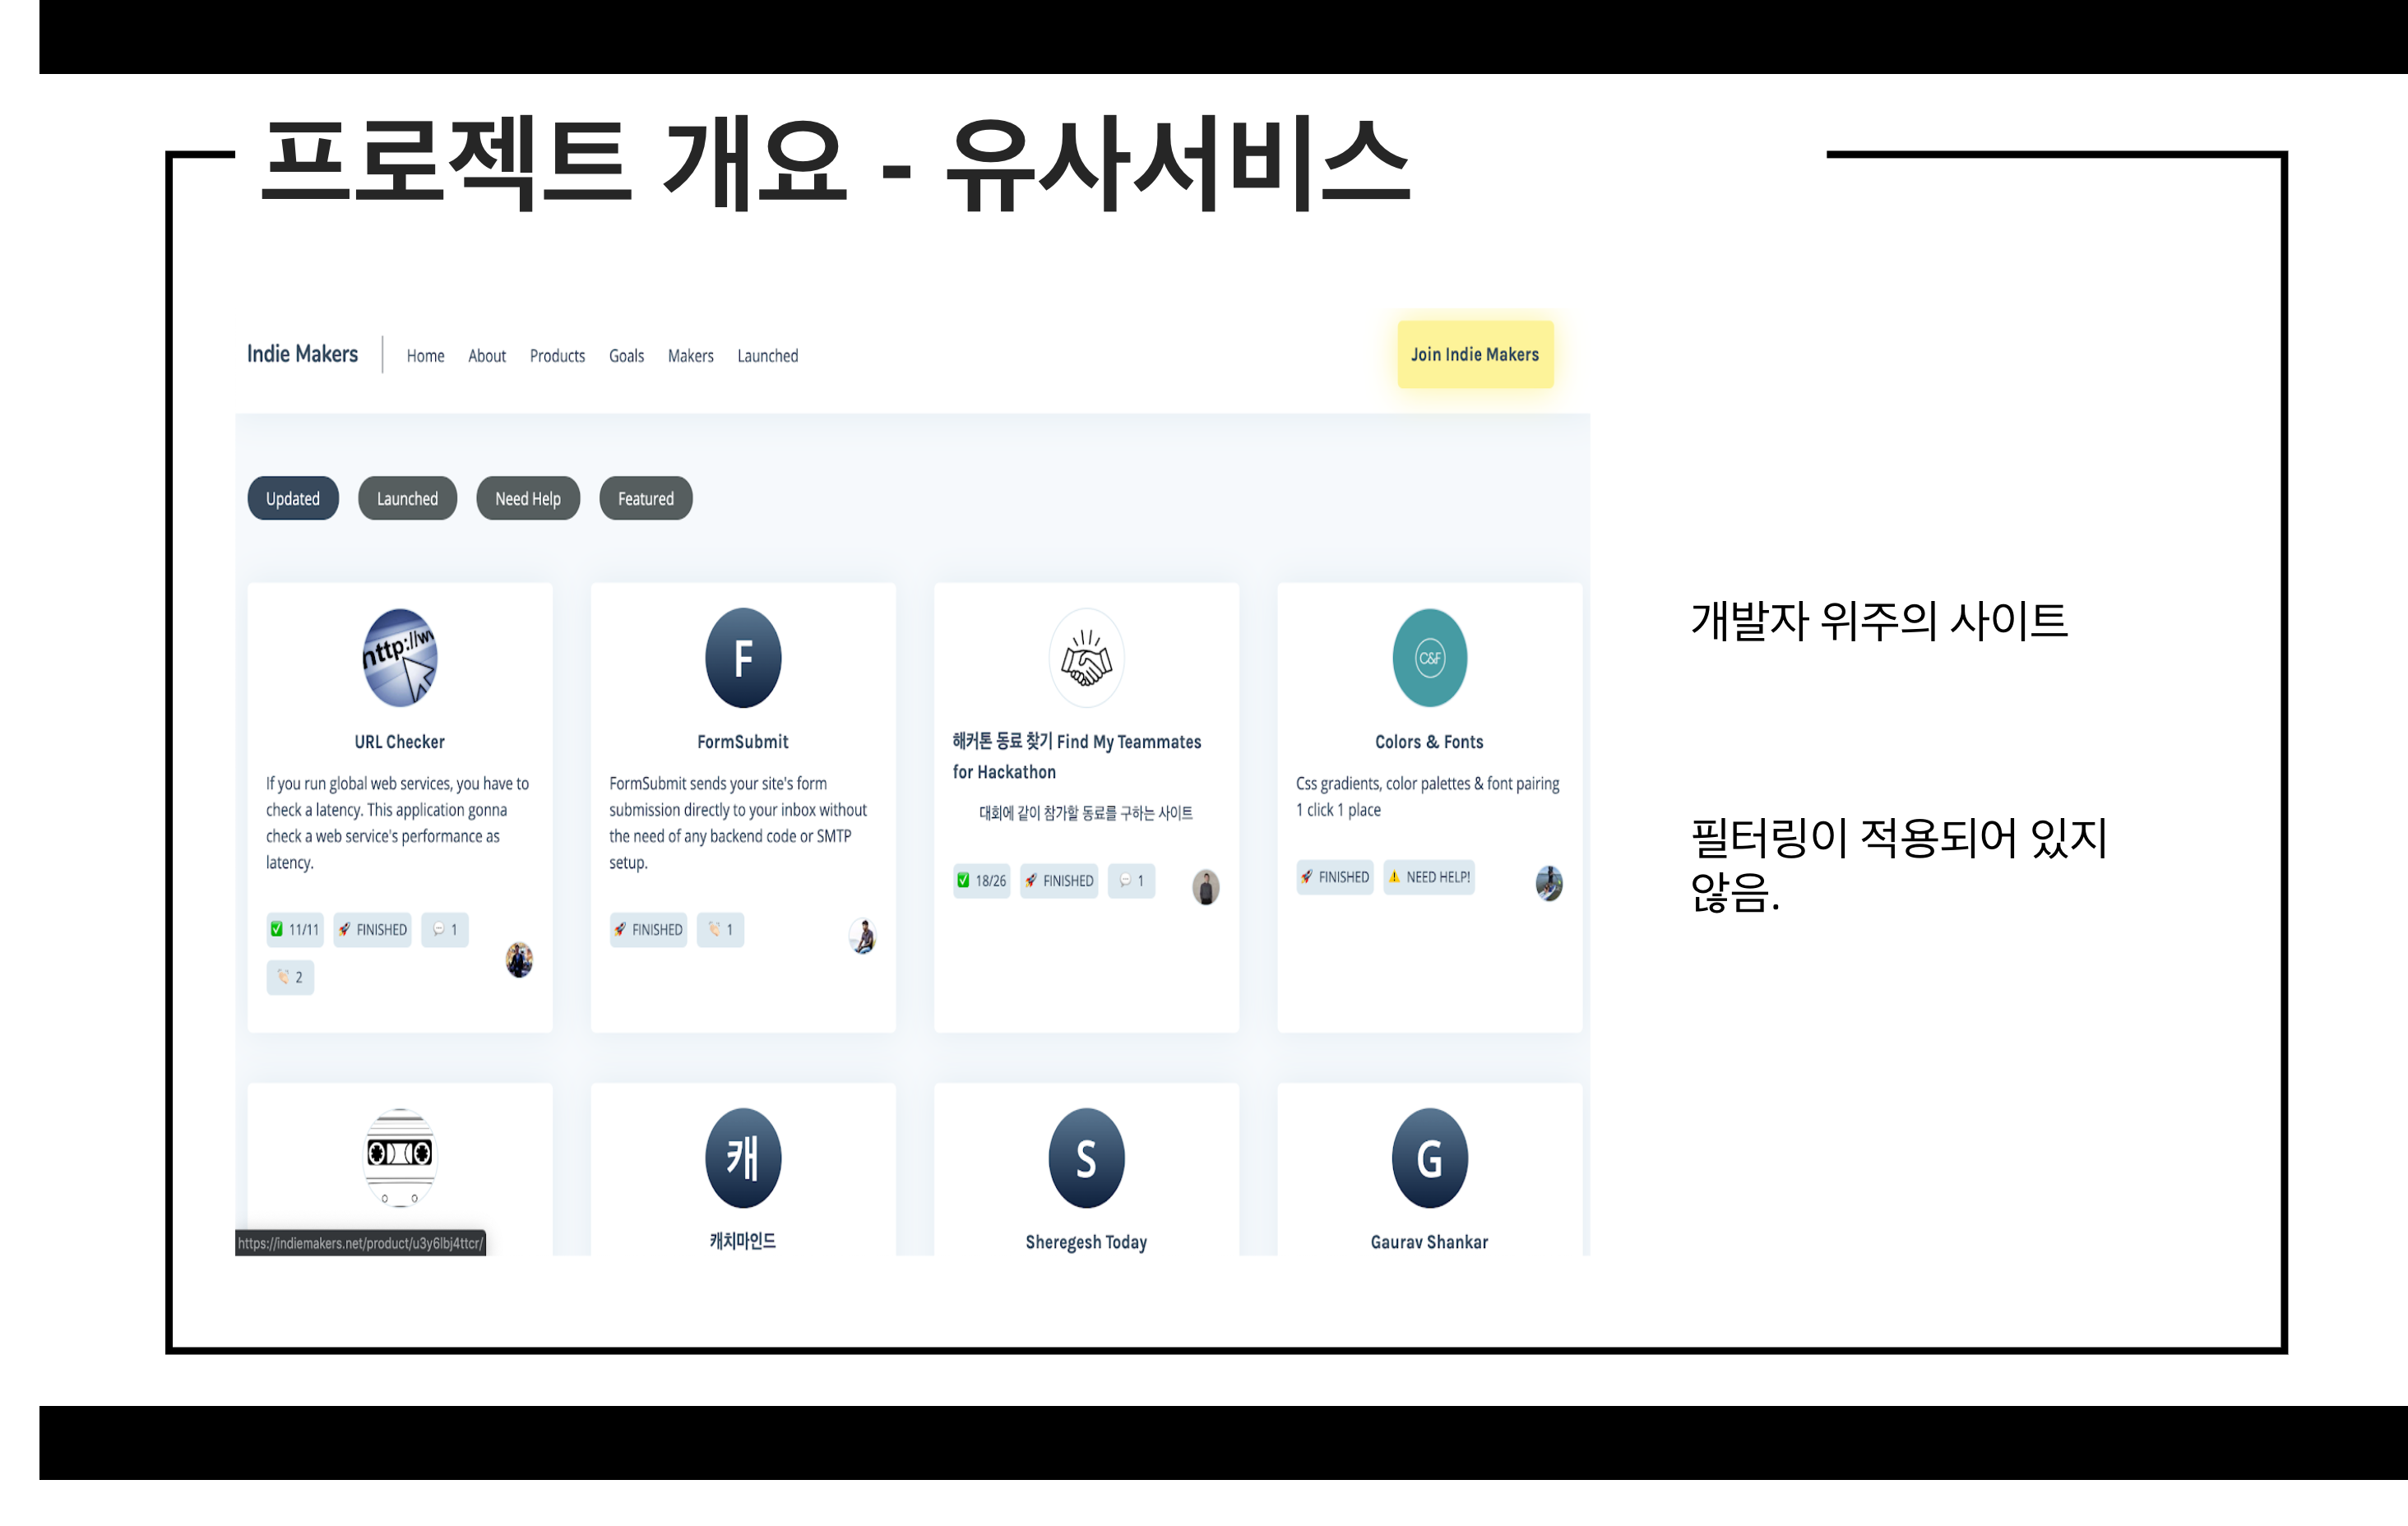 프로젝트 개요 - 유사서비스
Indie Makers
Home About Products Goals Makers Launched
Join Indie Makers
Updated Launched Need Help Featured
http://w
URL Checker
If you run global web services, you have to
check a latency. This application gonna
check a web service's performance as
latency.
✅ 11/11 🚀 FINISHED 💬 1
👏🏻 2
F
FormSubmit
FormSubmit sends your site's form
submission directly to your inbox without
the need of any backend code or SMTP
setup.
🚀 FINISHED 👏🏻 1
해커톤 동료 찾기 Find My Teammates
for Hackathon
대회에 같이 참가할 동료를 구하는 사이트
✅ 18/26 🚀 FINISHED 💬 1
C&F
Colors & Fonts
Css gradients, color palettes & font pairing
1 click 1 place
🚀 FINISHED ⚠️ NEED HELP!
캐
캐치마인드
S
Sheregesh Today
G
Gaurav Shankar
https://indiemakers.net/product/u3y6lbj4ttcr/
개발자 위주의 사이트
필터링이 적용되어 있지
않음.